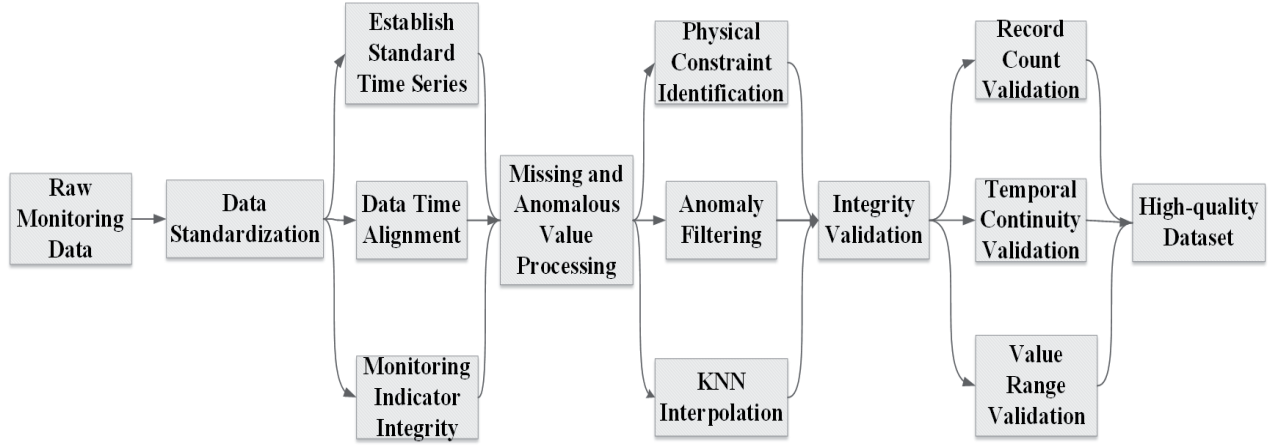 Raw
Monitoring
Data
Data
Standardization
Establish
Standard
Time Series
Data Time
Alignment
Monitoring
Indicator
Integrity
Missing and
Anomalous
Value
Processing
Physical
Constraint
Identification
Anomaly
Filtering
KNN
Interpolation
Integrity
Validation
Record
Count
Validation
Temporal
Continuity
Validation
Value
Range
Validation
High-quality
Dataset